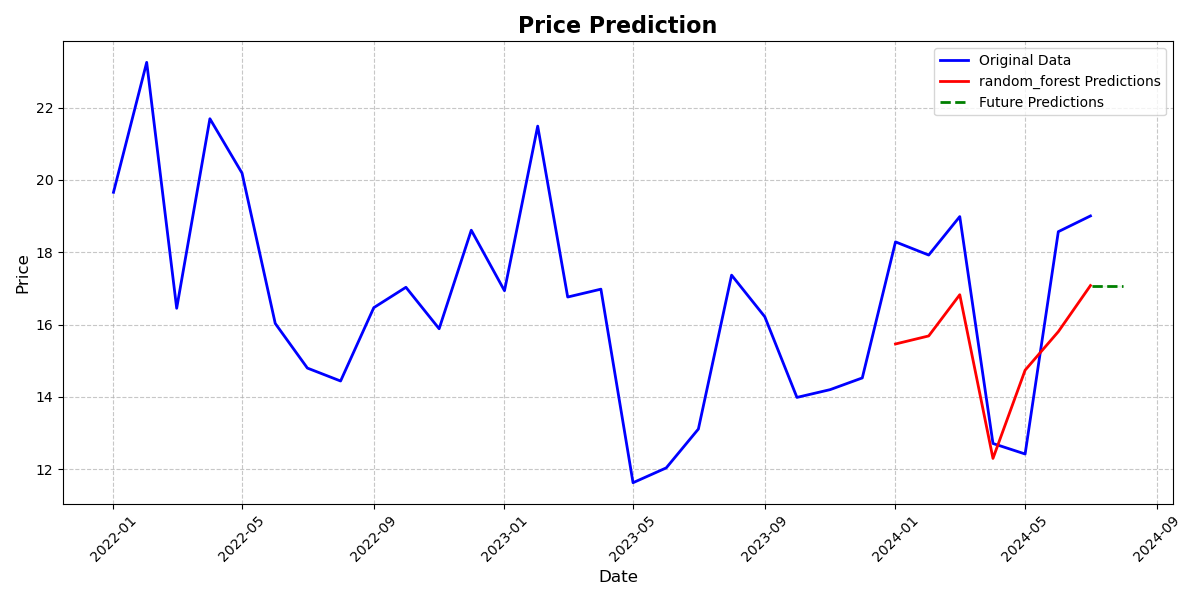 Price Prediction
Original Data
random_forest Predictions
Future Predictions
Price
22
20
18
16
14
12
2022-01
2022-05
2022-09
2023-01
2023-05
2023-09
2024-01
2024-05
2024-09
Date